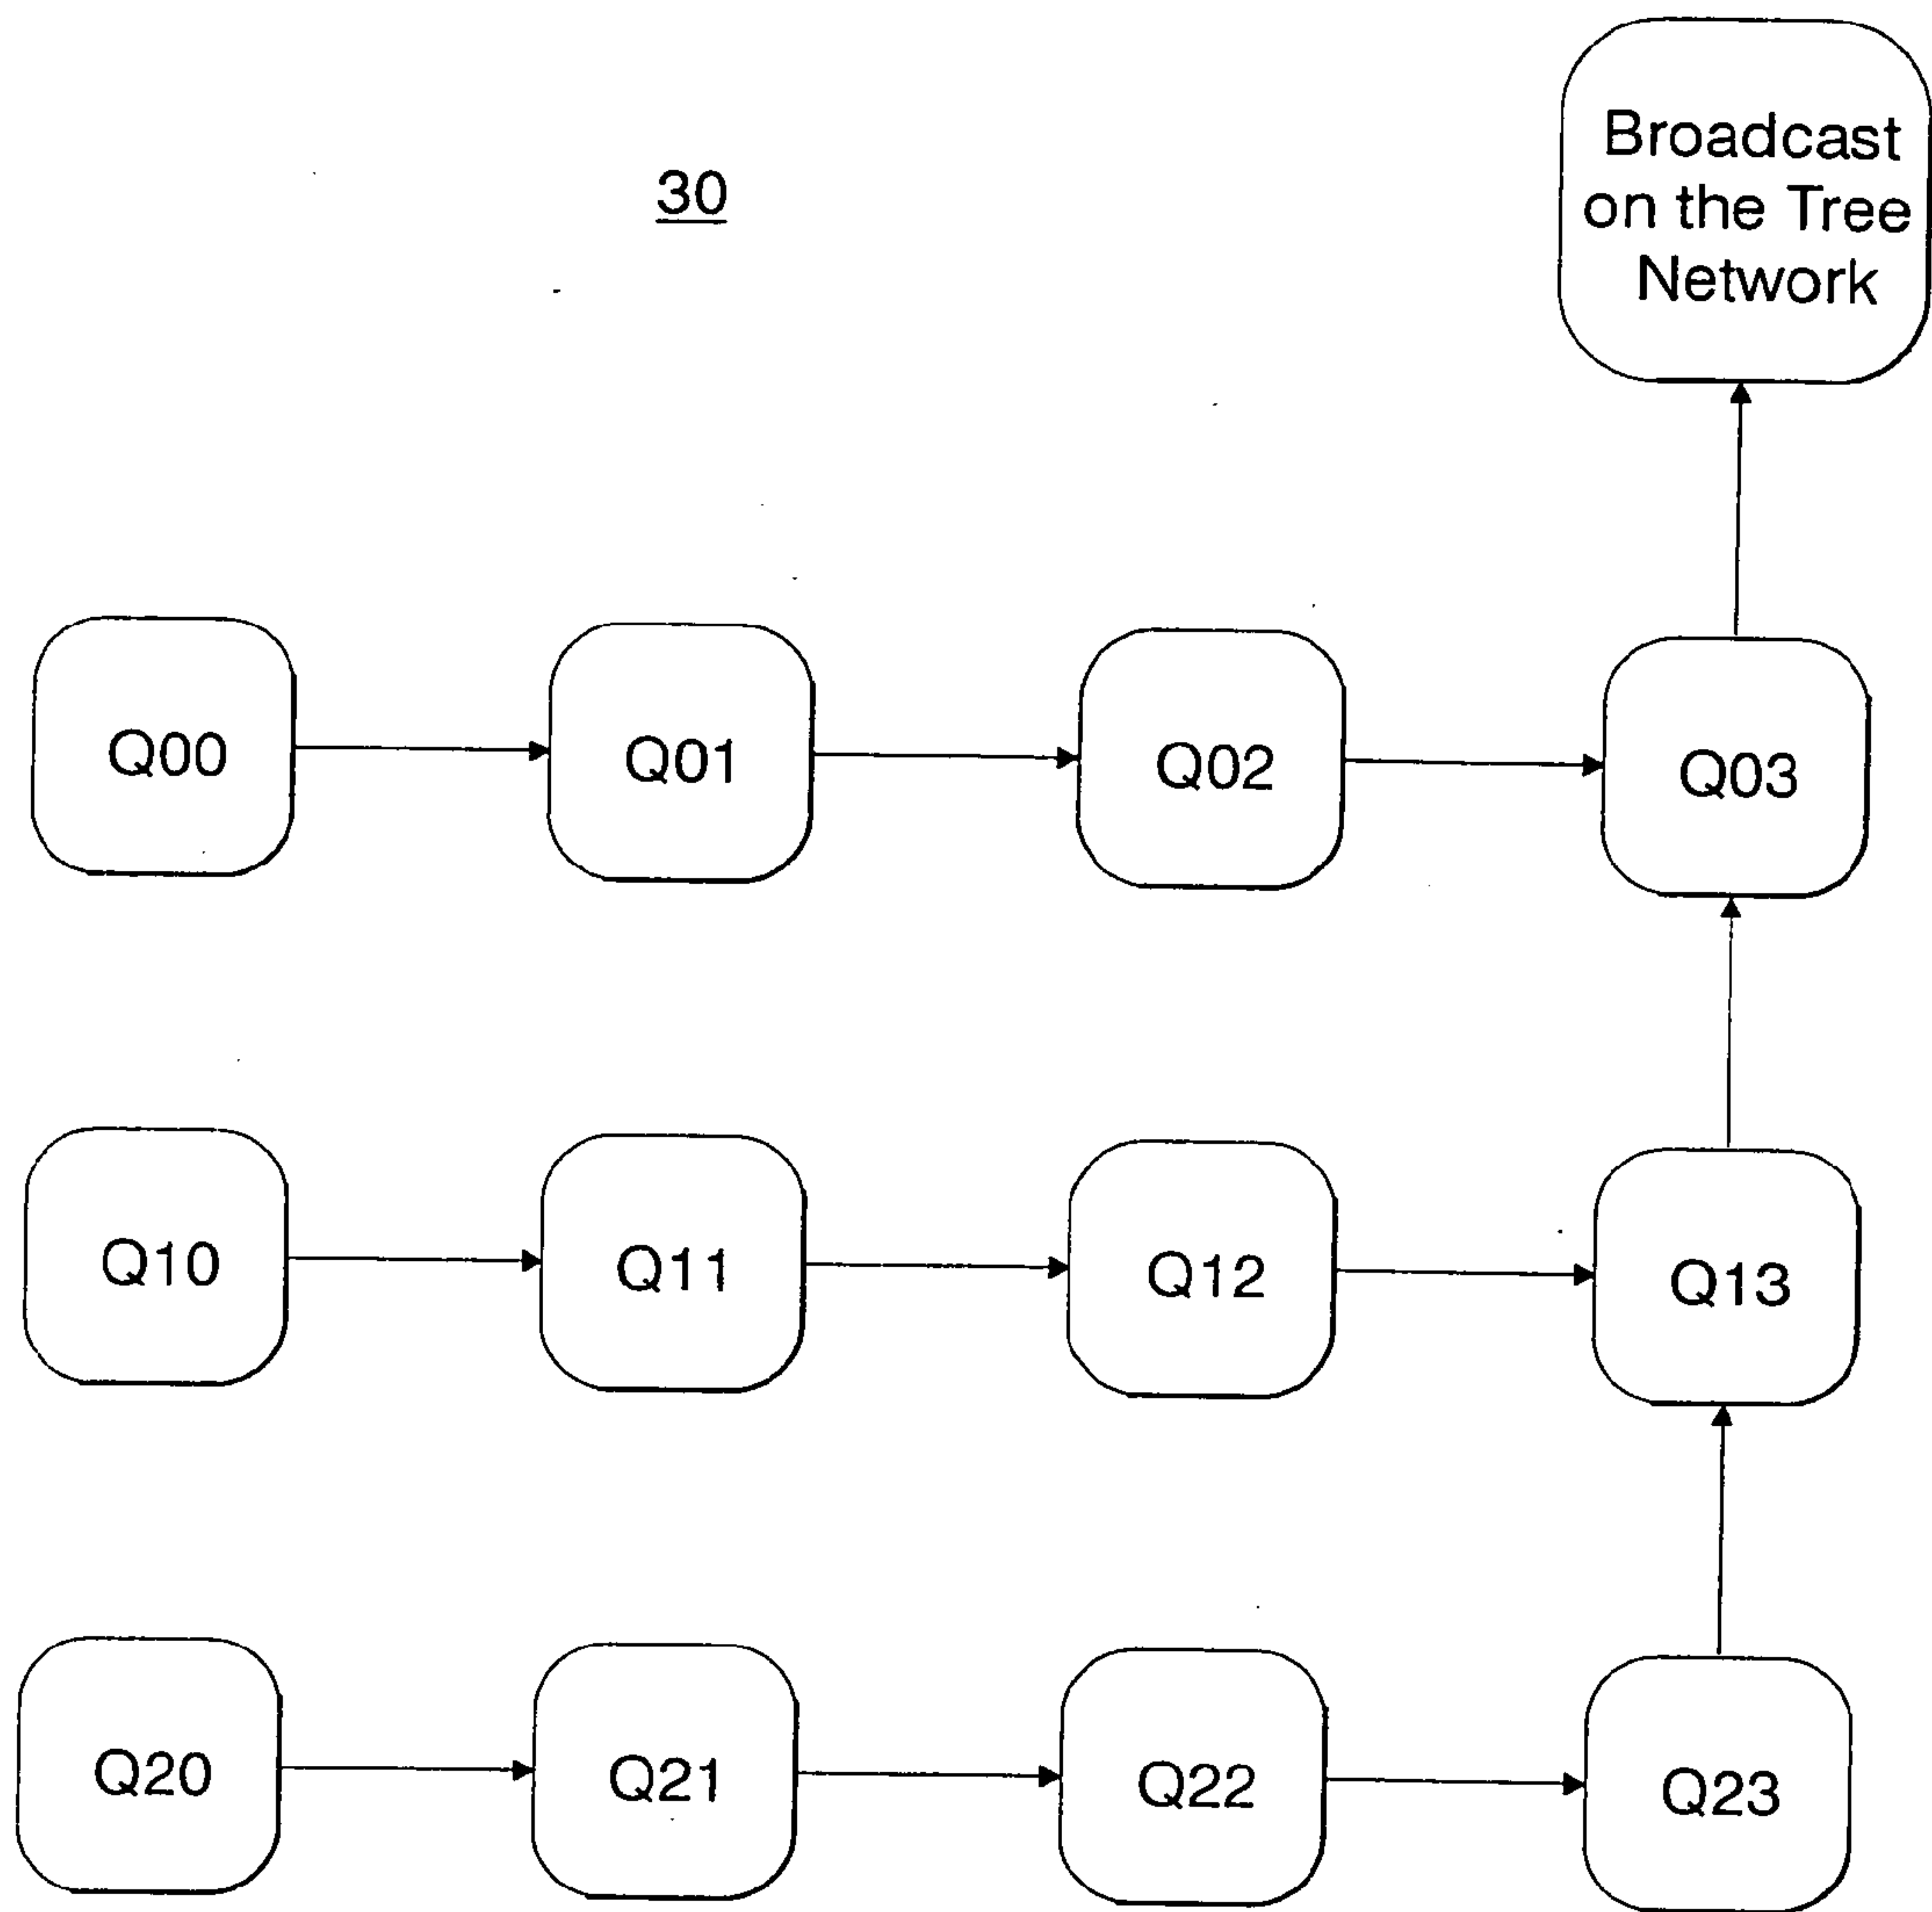 30
Broadcast
on the Tree
Network
Q00
Q01
Q02
Q03
Q10
Q11
Q12
Q13
Q20
Q21
Q22
Q23